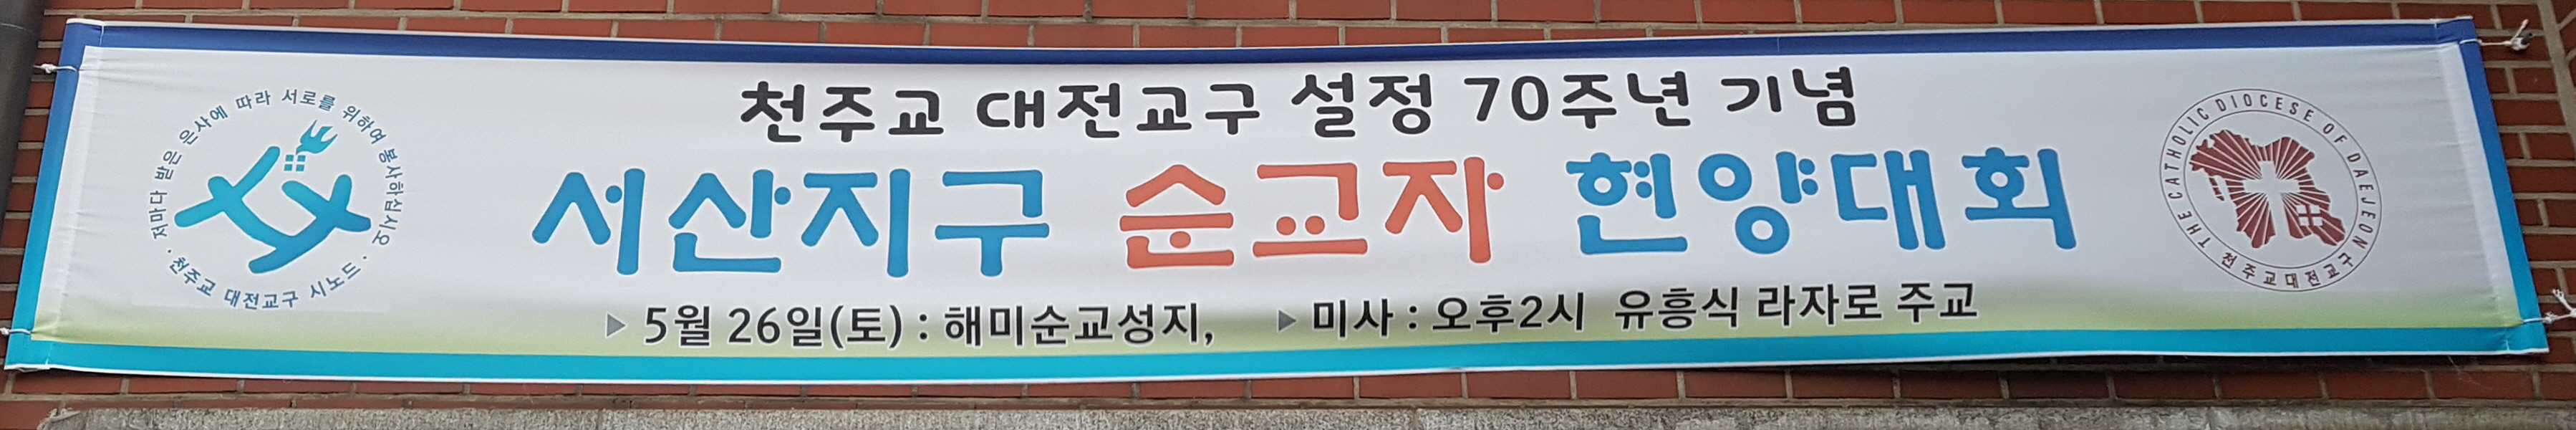 천주교 대전교구 설정 70주년 기념
서산지구 순교자 현양대회
▶ 5월 26일(토) : 해미순교성지, ▶ 미사 : 오후2시 유흥식 라자로 주교
저마다 받은 은사에 따라 서로를 위하여 봉사하십시오 ·
천주교 대전교구 시노드 ·
THE CATHOLIC DIOCESE OF DAEJEON
천주교대전교구